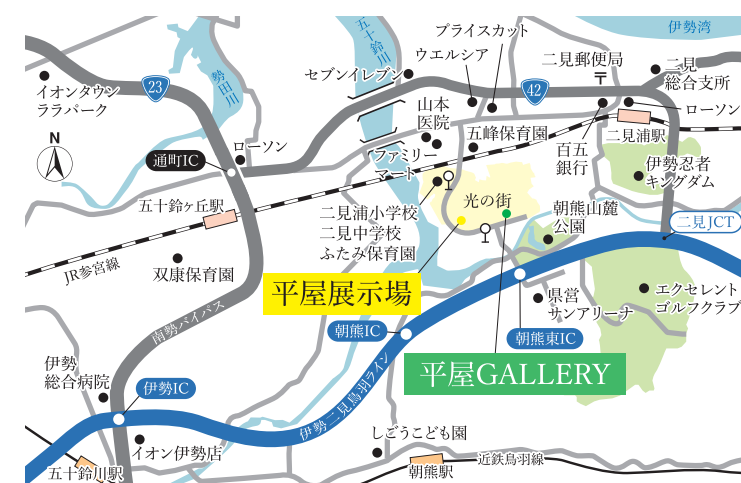 伊勢湾
プライスカット
ウエルシア
二見郵便局
〒
二見
総合支所
セブンイレブン
五十鈴川
勢田川
イオンタウン
ララパーク
23
42
山本
医院
ローソン
二見浦駅
五峰保育園
百五
銀行
N
通町IC
ローソン
ファミリー
マート
伊勢忍者
キングダム
五十鈴ヶ丘駅
光の街
二見浦小学校
二見中学校
ふたみ保育園
朝熊山麓
公園
二見JCT
JR参宮線
双康保育園
平屋展示場
県営
サンアリーナ
エクセレント
ゴルフクラブ
南勢バイパス
朝熊IC
朝熊東IC
伊勢
総合病院
伊勢IC
伊勢二見鳥羽ライン
平屋GALLERY
イオン伊勢店
しごうこども園
五十鈴川駅
朝熊駅
近鉄鳥羽線